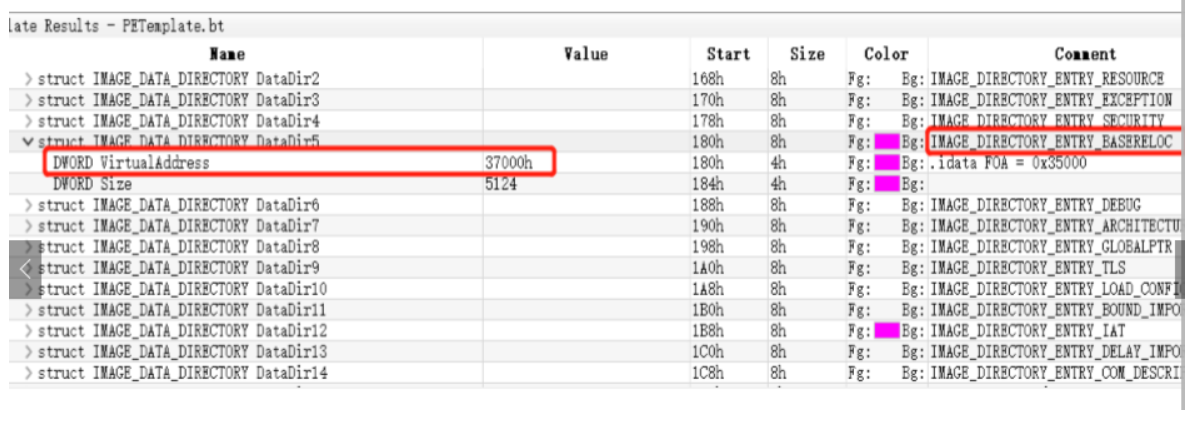 late Results - PETemplate.bt
Name Value Start Size Color Comment
> struct IMAGE_DATA_DIRECTORY DataDir2 168h 8h Fg: Bg: IMAGE_DIRECTORY_ENTRY_RESOURCE
> struct IMAGE_DATA_DIRECTORY DataDir3 170h 8h Fg: Bg: IMAGE_DIRECTORY_ENTRY_EXCEPTION
> struct IMAGE_DATA_DIRECTORY DataDir4 178h 8h Fg: Bg: IMAGE_DIRECTORY_ENTRY_SECURITY
struct IMAGE_DATA_DIRECTORY DataDir5 180h 8h Fg: Bg: IMAGE_DIRECTORY_ENTRY_BASERELOC
DWORD VirtualAddress 37000h 180h 4h Fg: Bg: .idata FOA = 0x35000
DWORD Size 5124 184h 4h Fg: Bg:
> struct IMAGE_DATA_DIRECTORY DataDir6 188h 8h Fg: Bg: IMAGE_DIRECTORY_ENTRY_DEBUG
> struct IMAGE_DATA_DIRECTORY DataDir7 190h 8h Fg: Bg: IMAGE_DIRECTORY_ENTRY_ARCHITECTU
> struct IMAGE_DATA_DIRECTORY DataDir8 198h 8h Fg: Bg: IMAGE_DIRECTORY_ENTRY_GLOBALPTR
> struct IMAGE_DATA_DIRECTORY DataDir9 1A0h 8h Fg: Bg: IMAGE_DIRECTORY_ENTRY_TLS
> struct IMAGE_DATA_DIRECTORY DataDir10 1A8h 8h Fg: Bg: IMAGE_DIRECTORY_ENTRY_LOAD_CONFI
> struct IMAGE_DATA_DIRECTORY DataDir11 1B0h 8h Fg: Bg: IMAGE_DIRECTORY_ENTRY_BOUND_IMPO
> struct IMAGE_DATA_DIRECTORY DataDir12 1B8h 8h Fg: Bg: IMAGE_DIRECTORY_ENTRY_IAT
> struct IMAGE_DATA_DIRECTORY DataDir13 1C0h 8h Fg: Bg: IMAGE_DIRECTORY_ENTRY_DELAY_IMPO
> struct IMAGE_DATA_DIRECTORY DataDir14 1C8h 8h Fg: Bg: IMAGE_DIRECTORY_ENTRY_COM_DESCRI